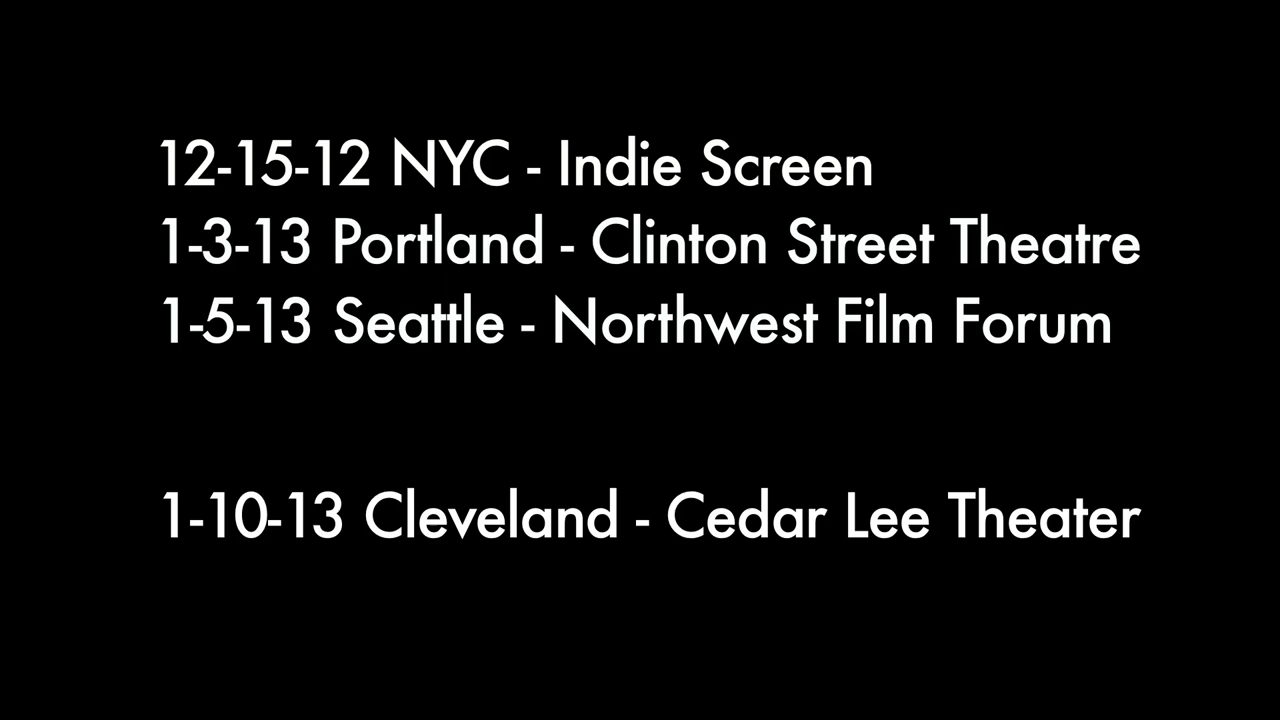 12-15-12 NYC - Indie Screen
1-3-13 Portland - Clinton Street Theatre
1-5-13 Seattle - Northwest Film Forum
1-10-13 Cleveland - Cedar Lee Theater